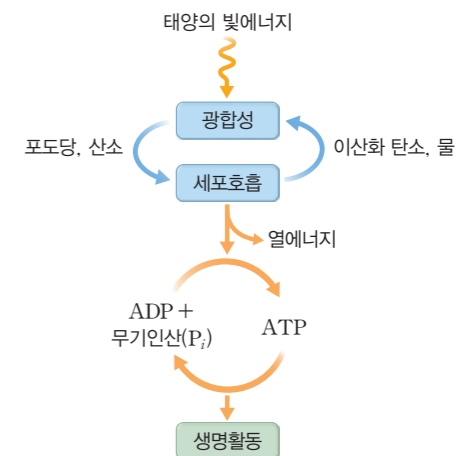 태양의 빛에너지
광합성
포도당, 산소
이산화 탄소, 물
세포호흡
열에너지
ADP +
무기인산(Pi)
ATP
생명활동